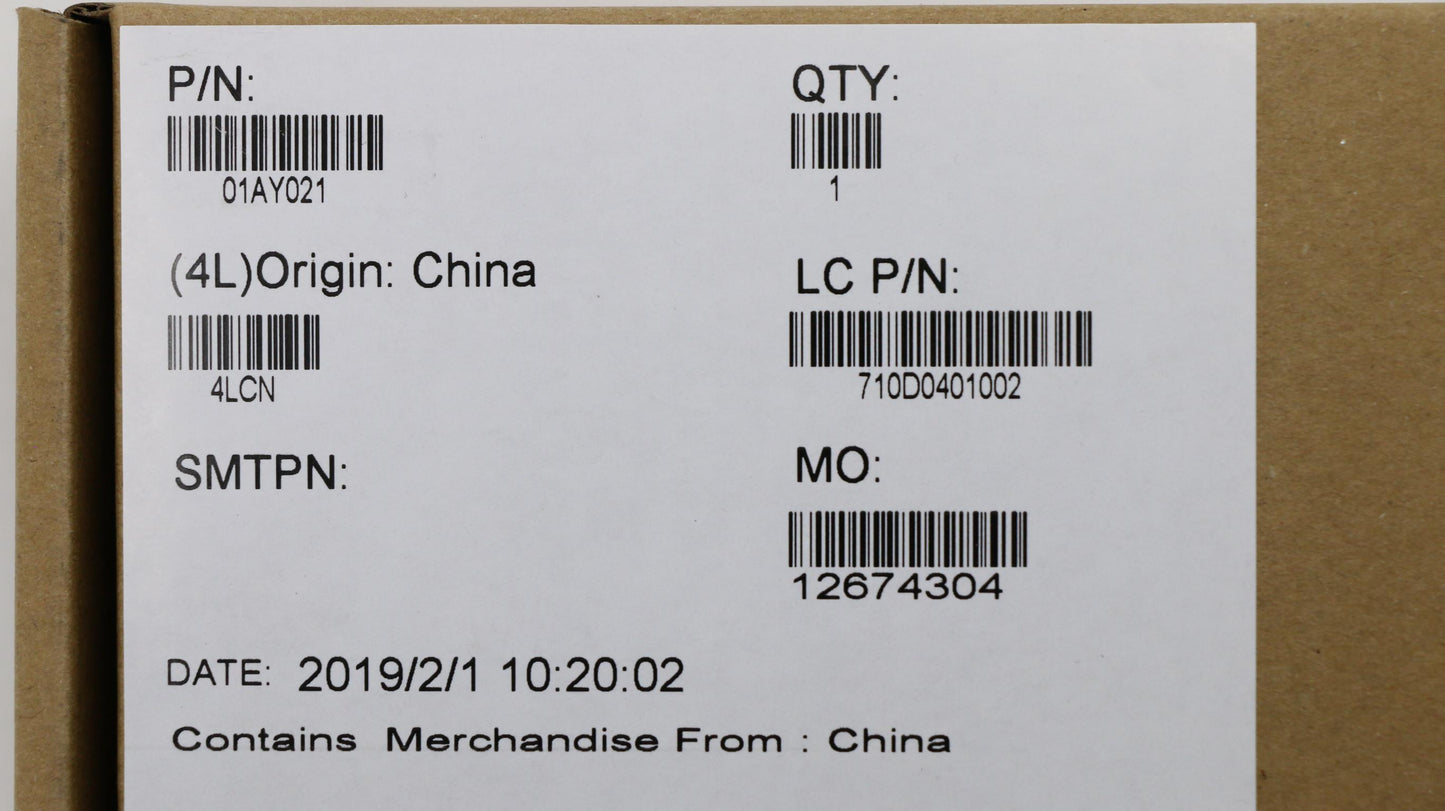 P/N:
QTY:
01AY021
1
(4L)Origin: China
LC P/N:
4LCN
710D0401002
SMTPN:
MO:
12674304
DATE: 2019/2/1 10:20:02
Contains Merchandise From : China